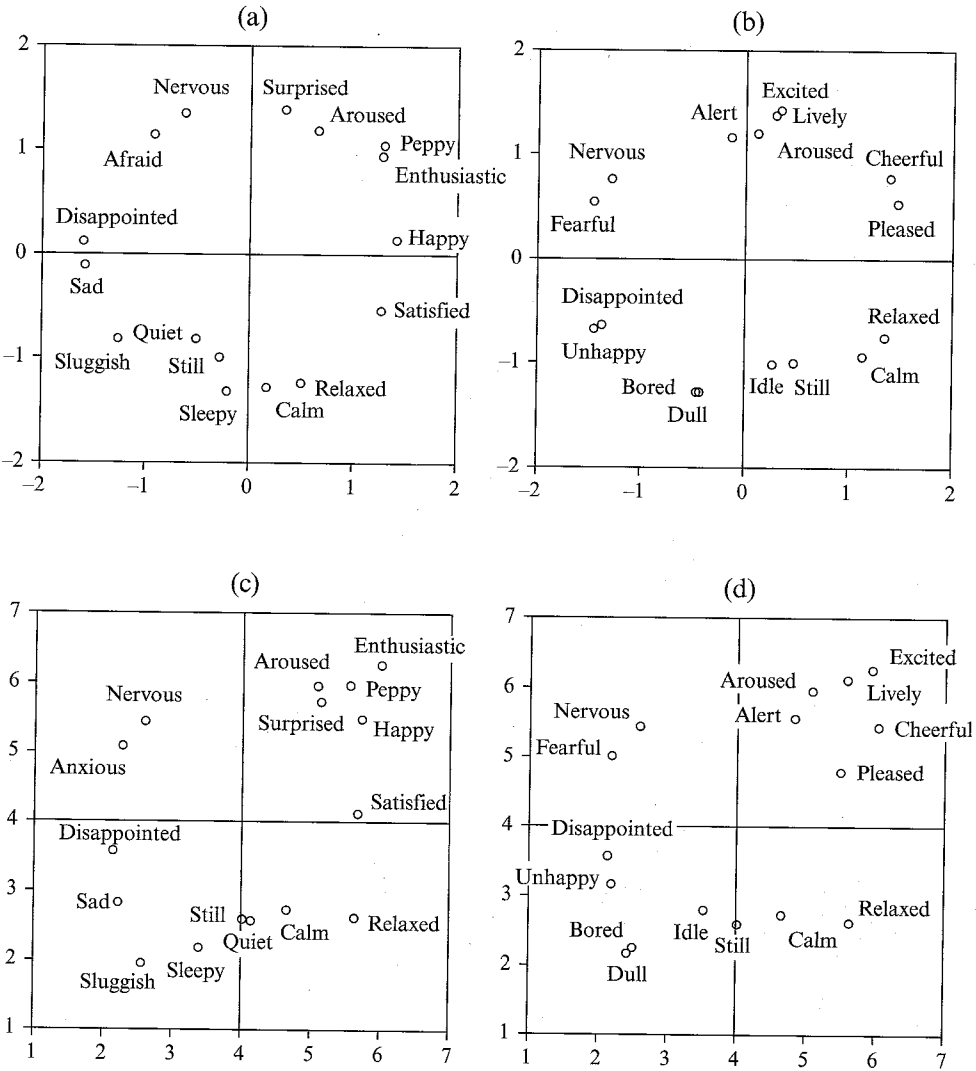 (a)
2
Nervous
Surprised
Aroused
1
Peppy
Afraid
Enthusiastic
Disappointed
0
Happy
Sad
Satisfied
Quiet
Sluggish
Still
–1
Relaxed
Sleepy
Calm
–2
–2 –1 0 1 2
(b)
2
Excited
Alert
Lively
1
Nervous
Aroused
Cheerful
Fearful
Pleased
0
Disappointed
Relaxed
Unhappy
–1
Bored
Idle Still
Calm
Dull
–2
–2 –1 0 1 2
(c)
7
Enthusiastic
Aroused
6
Nervous
Peppy
Surprised
Happy
5
Anxious
Satisfied
4
Disappointed
3
Sad
Still
Relaxed
Quiet
Calm
2
Sleepy
Sluggish
1
1 2 3 4 5 6 7
(d)
7
Excited
6
Aroused
Lively
Nervous
Alert
Cheerful
Fearful
5
Pleased
4
Disappointed
Unhappy
3
Relaxed
Bored
Idle
Still
Calm
2
Dull
1
1 2 3 4 5 6 7